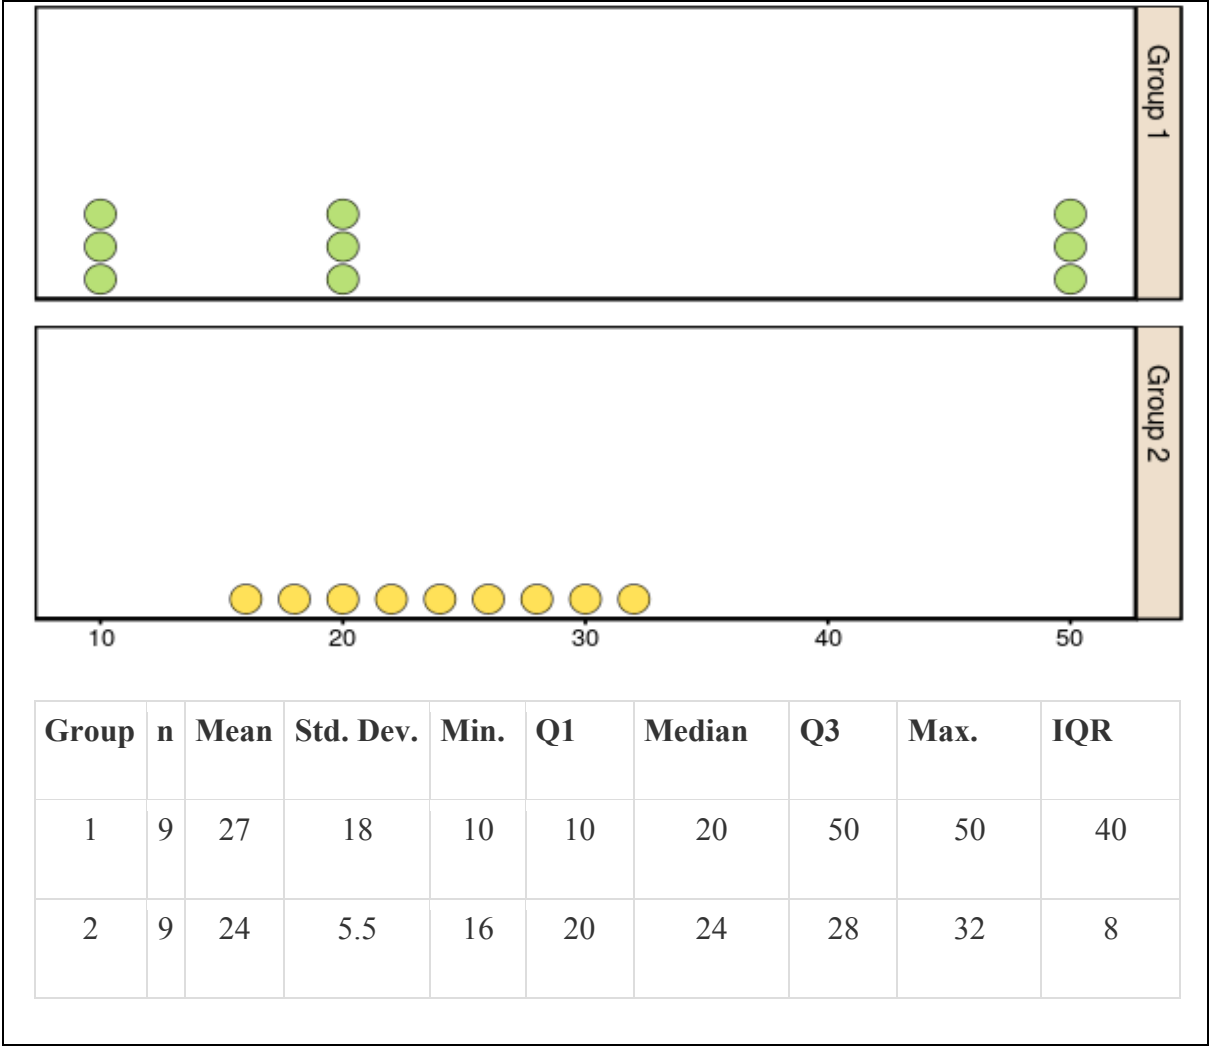 Group 1
Group 2
10 20 30 40 50
Group n Mean Std. Dev. Min. Q1 Median Q3 Max. IQR
1 9 27 18 10 10 20 50 50 40
2 9 24 5.5 16 20 24 28 32 8